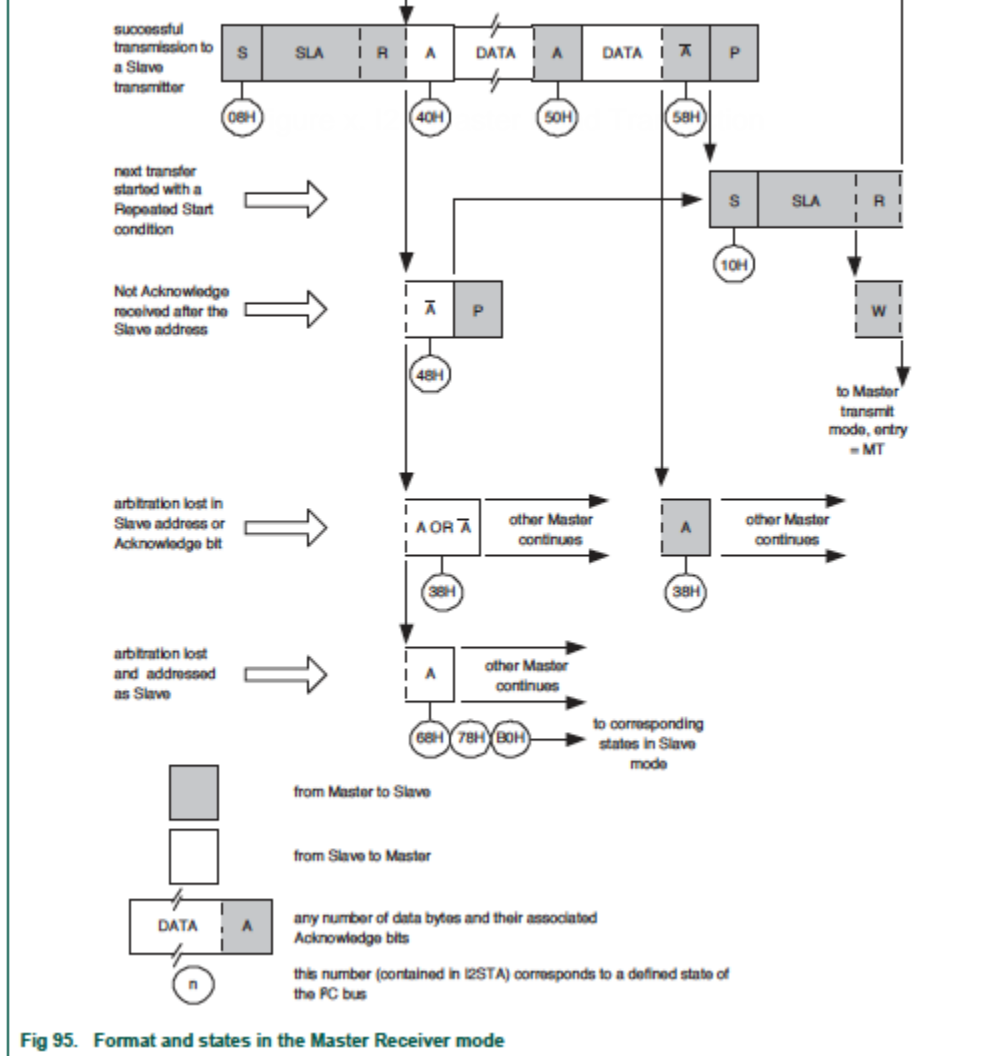 successful
transmission to
a Slave
transmitter
S SLA R A DATA A DATA A̅ P
08H 40H 50H 58H
next transfer
started with a
Repeated Start
condition
S SLA R
10H
Not Acknowledge
received after the
Slave address
A̅ P
W
48H
to Master
transmit
mode, entry
= MT
arbitration lost in
Slave address or
Acknowledge bit
A OR A̅
other Master
continues
A
other Master
continues
38H 38H
arbitration lost
and addressed
as Slave
A
other Master
continues
68H 78H B0H
to corresponding
states in Slave
mode
from Master to Slave
from Slave to Master
DATA A
any number of data bytes and their associated
Acknowledge bits
n
this number (contained in I2STA) corresponds to a defined state of
the I²C bus
Fig 95. Format and states in the Master Receiver mode